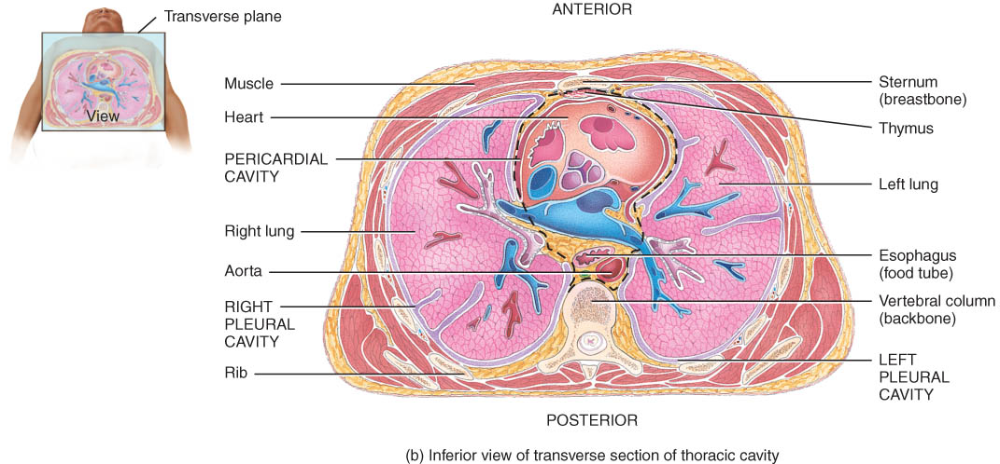 Transverse plane
View
ANTERIOR
Muscle
Heart
PERICARDIAL
CAVITY
Right lung
Aorta
RIGHT
PLEURAL
CAVITY
Rib
Sternum
(breastbone)
Thymus
Left lung
Esophagus
(food tube)
Vertebral column
(backbone)
LEFT
PLEURAL
CAVITY
POSTERIOR
(b) Inferior view of transverse section of thoracic cavity